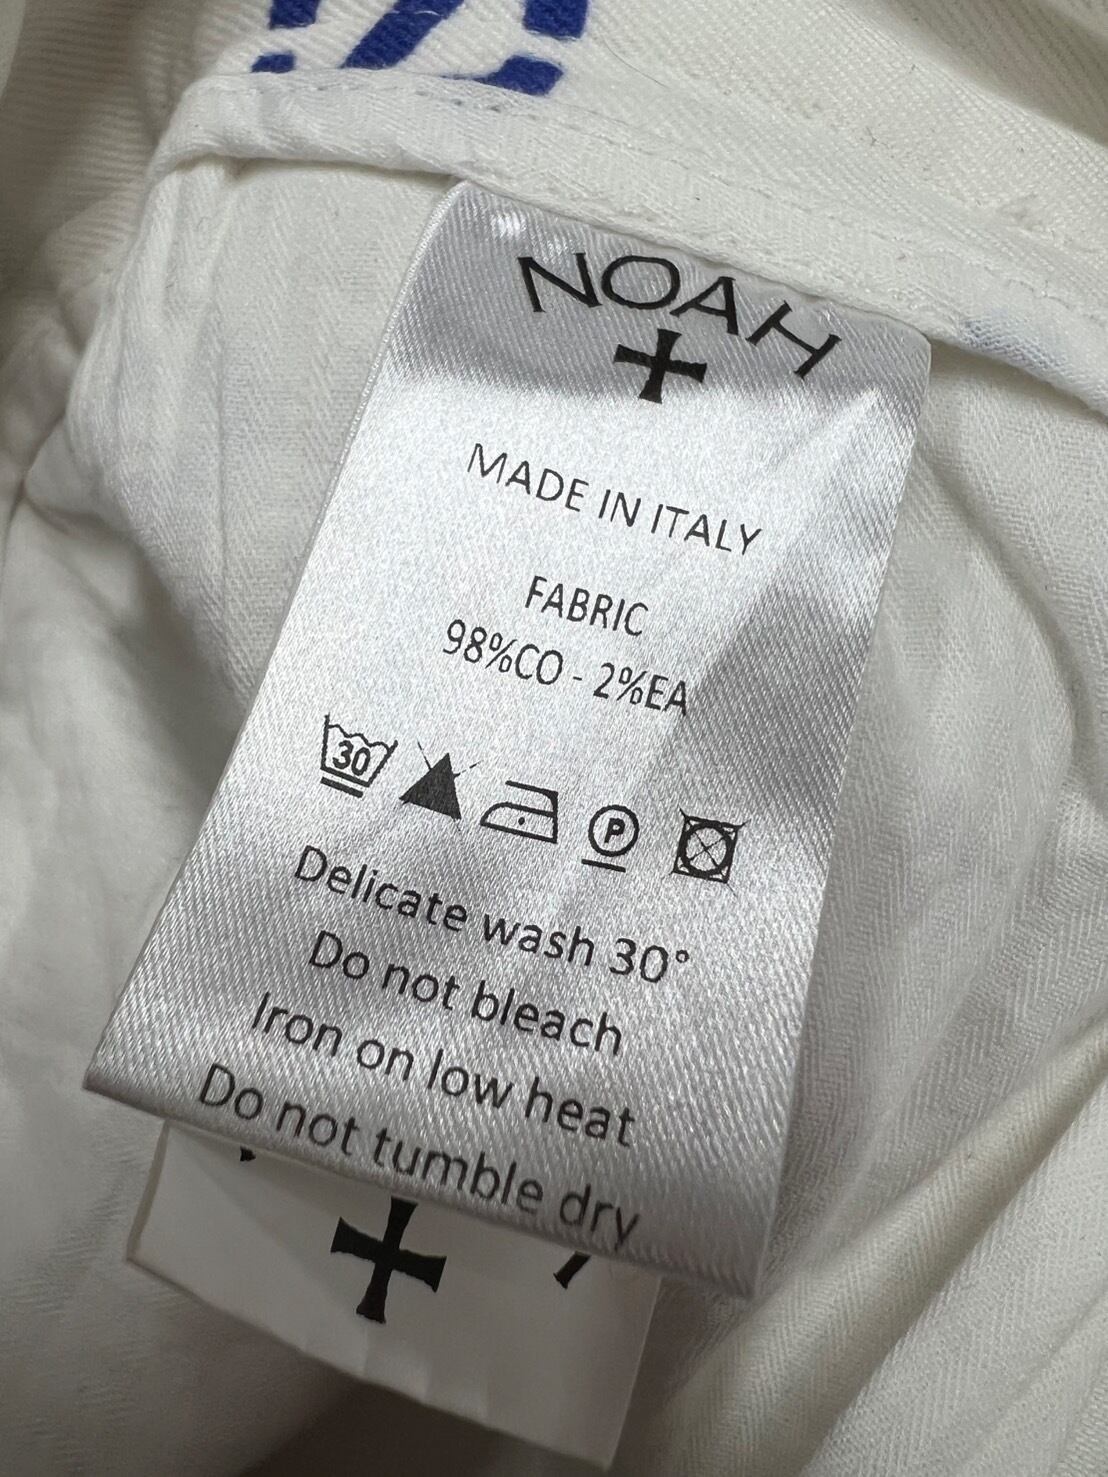 NOAH
MADE IN ITALY
FABRIC
98%CO - 2%EA
30
P
Delicate wash 30°
Do not bleach
Iron on low heat
Do not tumble dry